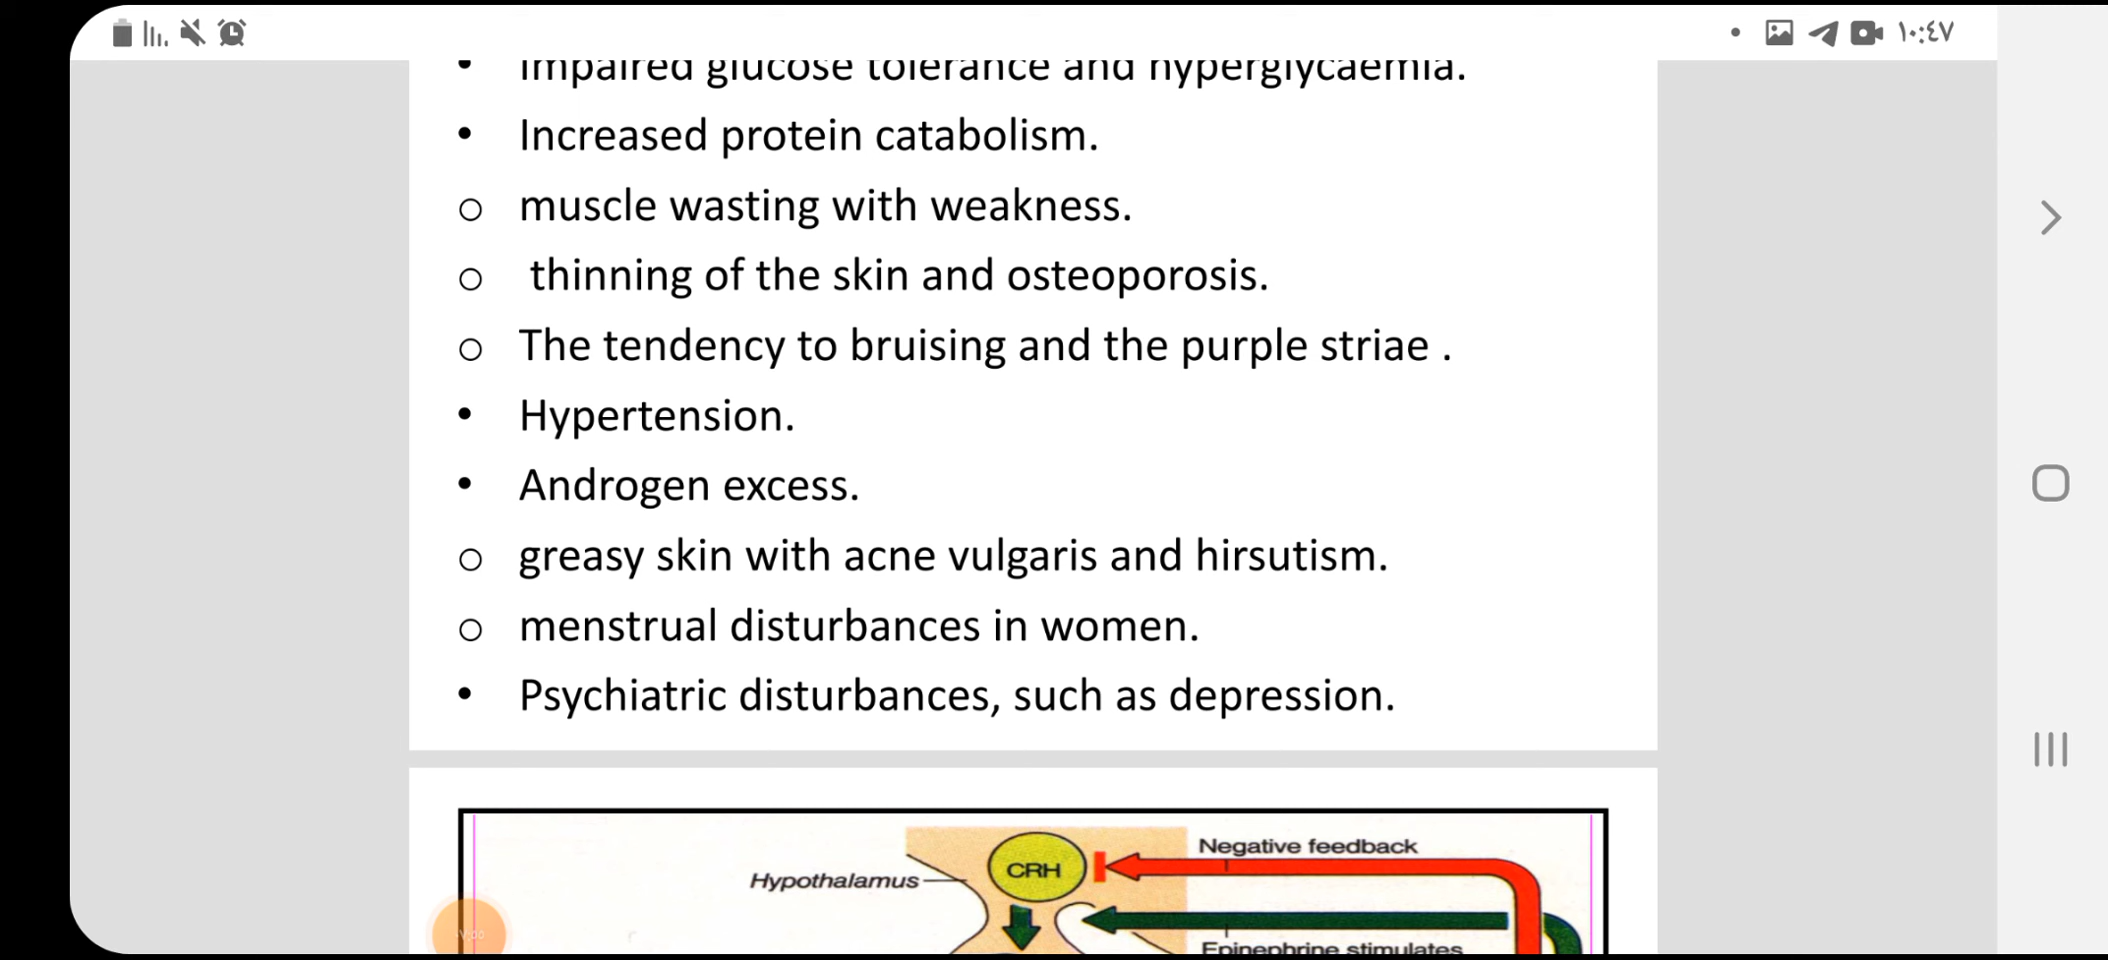 ١٠:٤٧
• Impaired glucose tolerance and hyperglycaemia.
• Increased protein catabolism.
o muscle wasting with weakness.
o thinning of the skin and osteoporosis.
o The tendency to bruising and the purple striae .
• Hypertension.
• Androgen excess.
o greasy skin with acne vulgaris and hirsutism.
o menstrual disturbances in women.
• Psychiatric disturbances, such as depression.
Negative feedback
CRH
Hypothalamus
Epinephrine stimulates